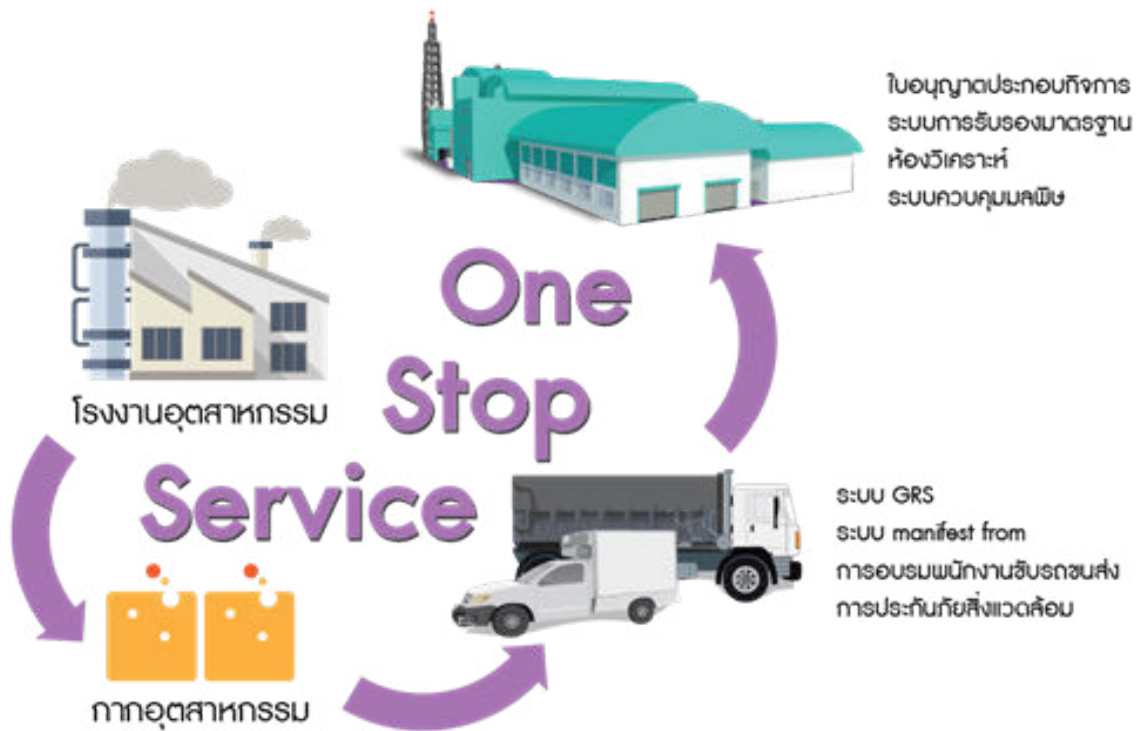 ใบอนุญาตประกอบกิจการ
ระบบการรับรองมาตรฐาน
ห้องวิเคราะห์
ระบบควบคุมมลพิษ
One
Stop
Service
โรงงานอุตสาหกรรม
ระบบ GRS
ระบบ manifest from
การอบรมพนักงานขับรถขนส่ง
การประกันภัยสิ่งแวดล้อม
กากอุตสาหกรรม